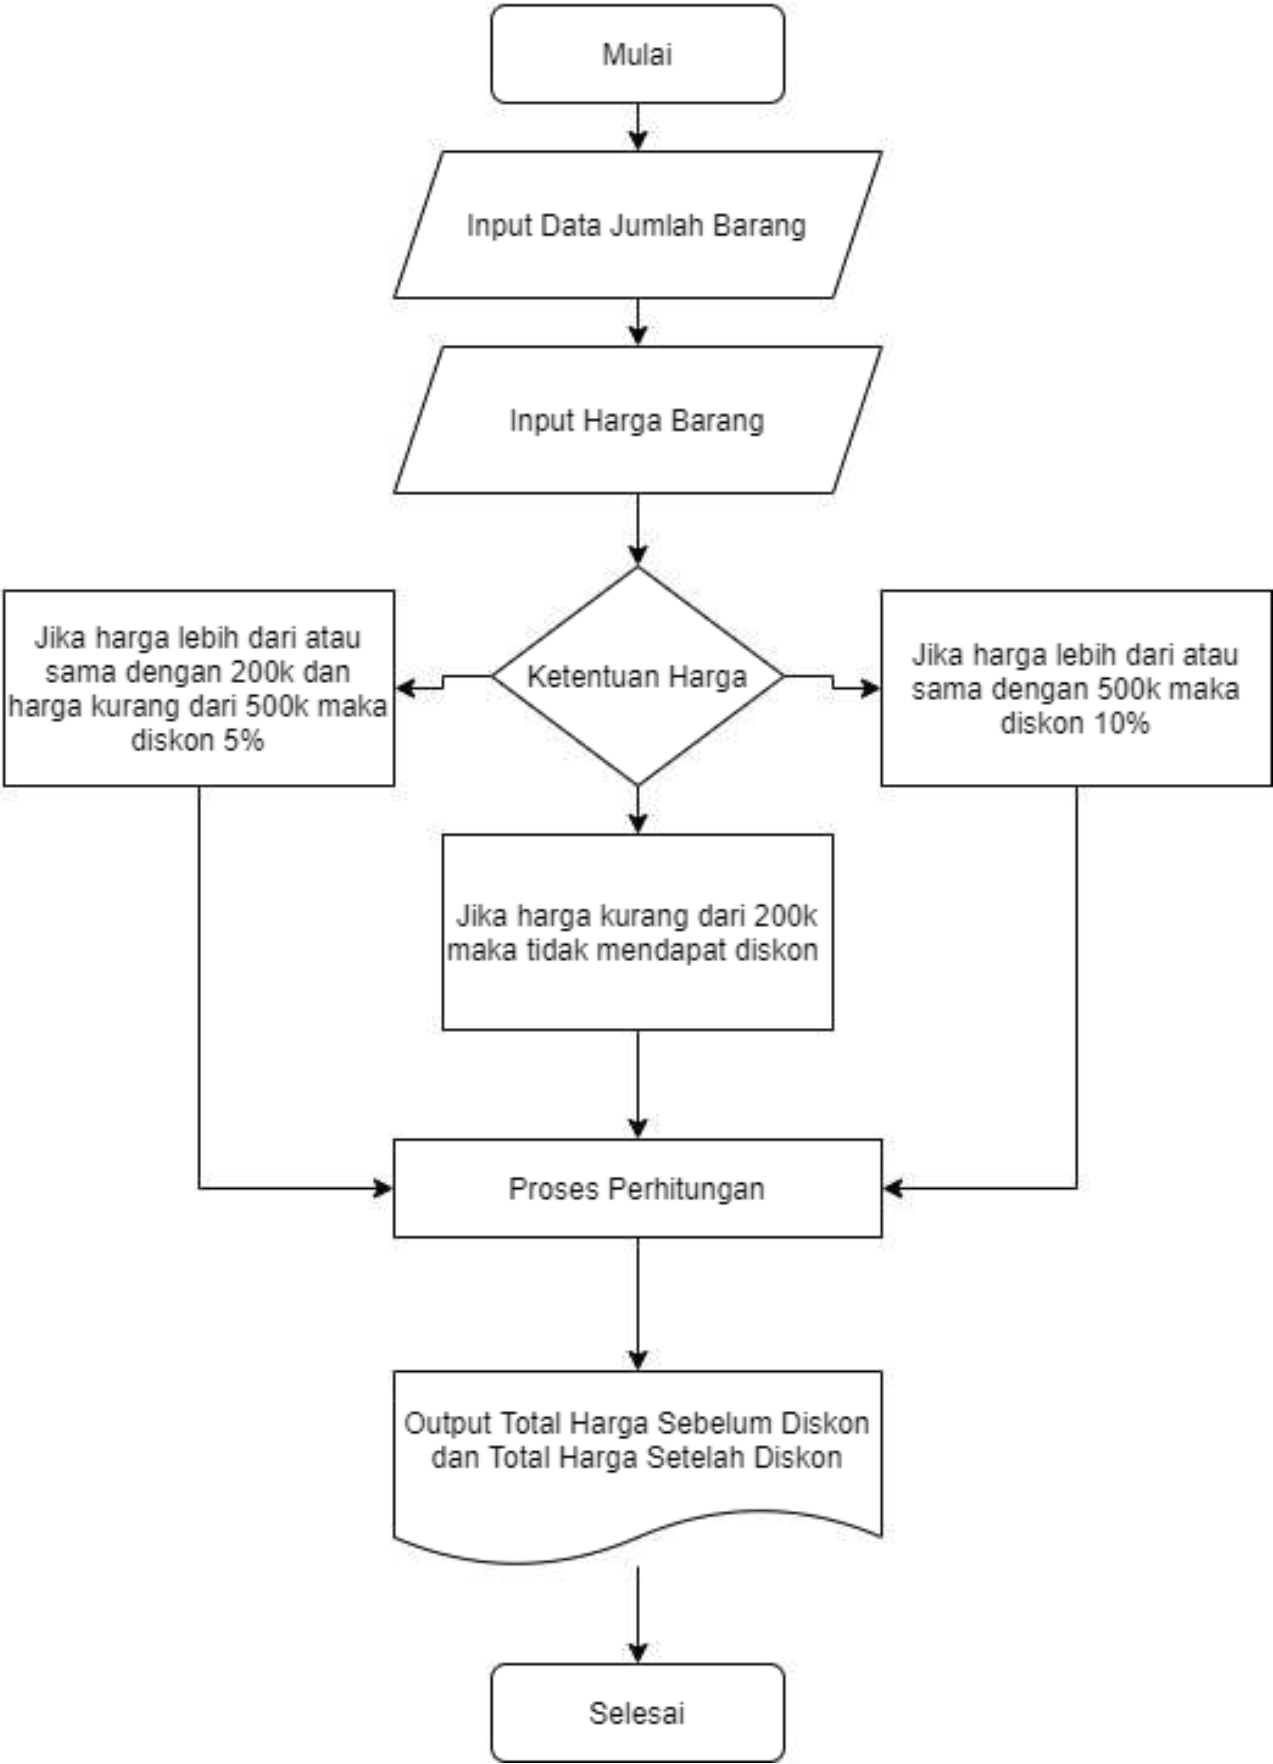 Mulai
Input Data Jumlah Barang
Input Harga Barang
Jika harga lebih dari atau
sama dengan 200k dan
harga kurang dari 500k maka
diskon 5%
Ketentuan Harga
Jika harga lebih dari atau
sama dengan 500k maka
diskon 10%
Jika harga kurang dari 200k
maka tidak mendapat diskon
Proses Perhitungan
Output Total Harga Sebelum Diskon
dan Total Harga Setelah Diskon
Selesai